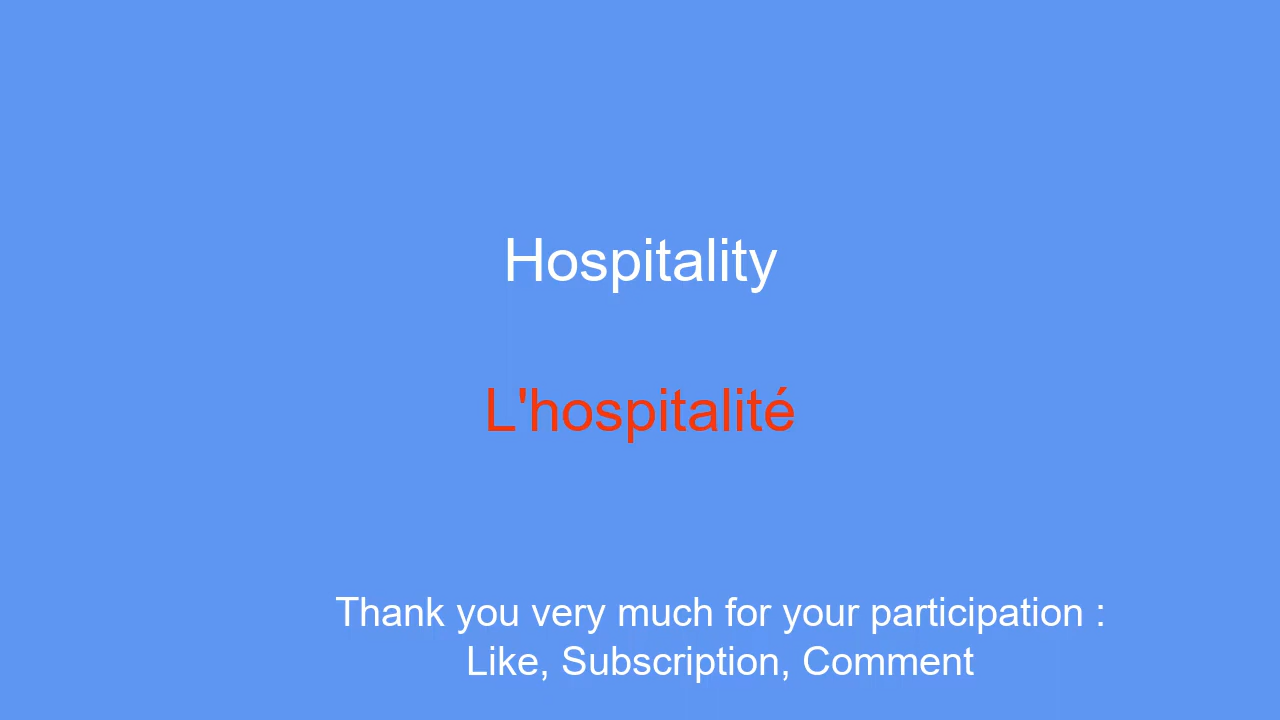 Hospitality
L'hospitalité
Thank you very much for your participation :
Like, Subscription, Comment